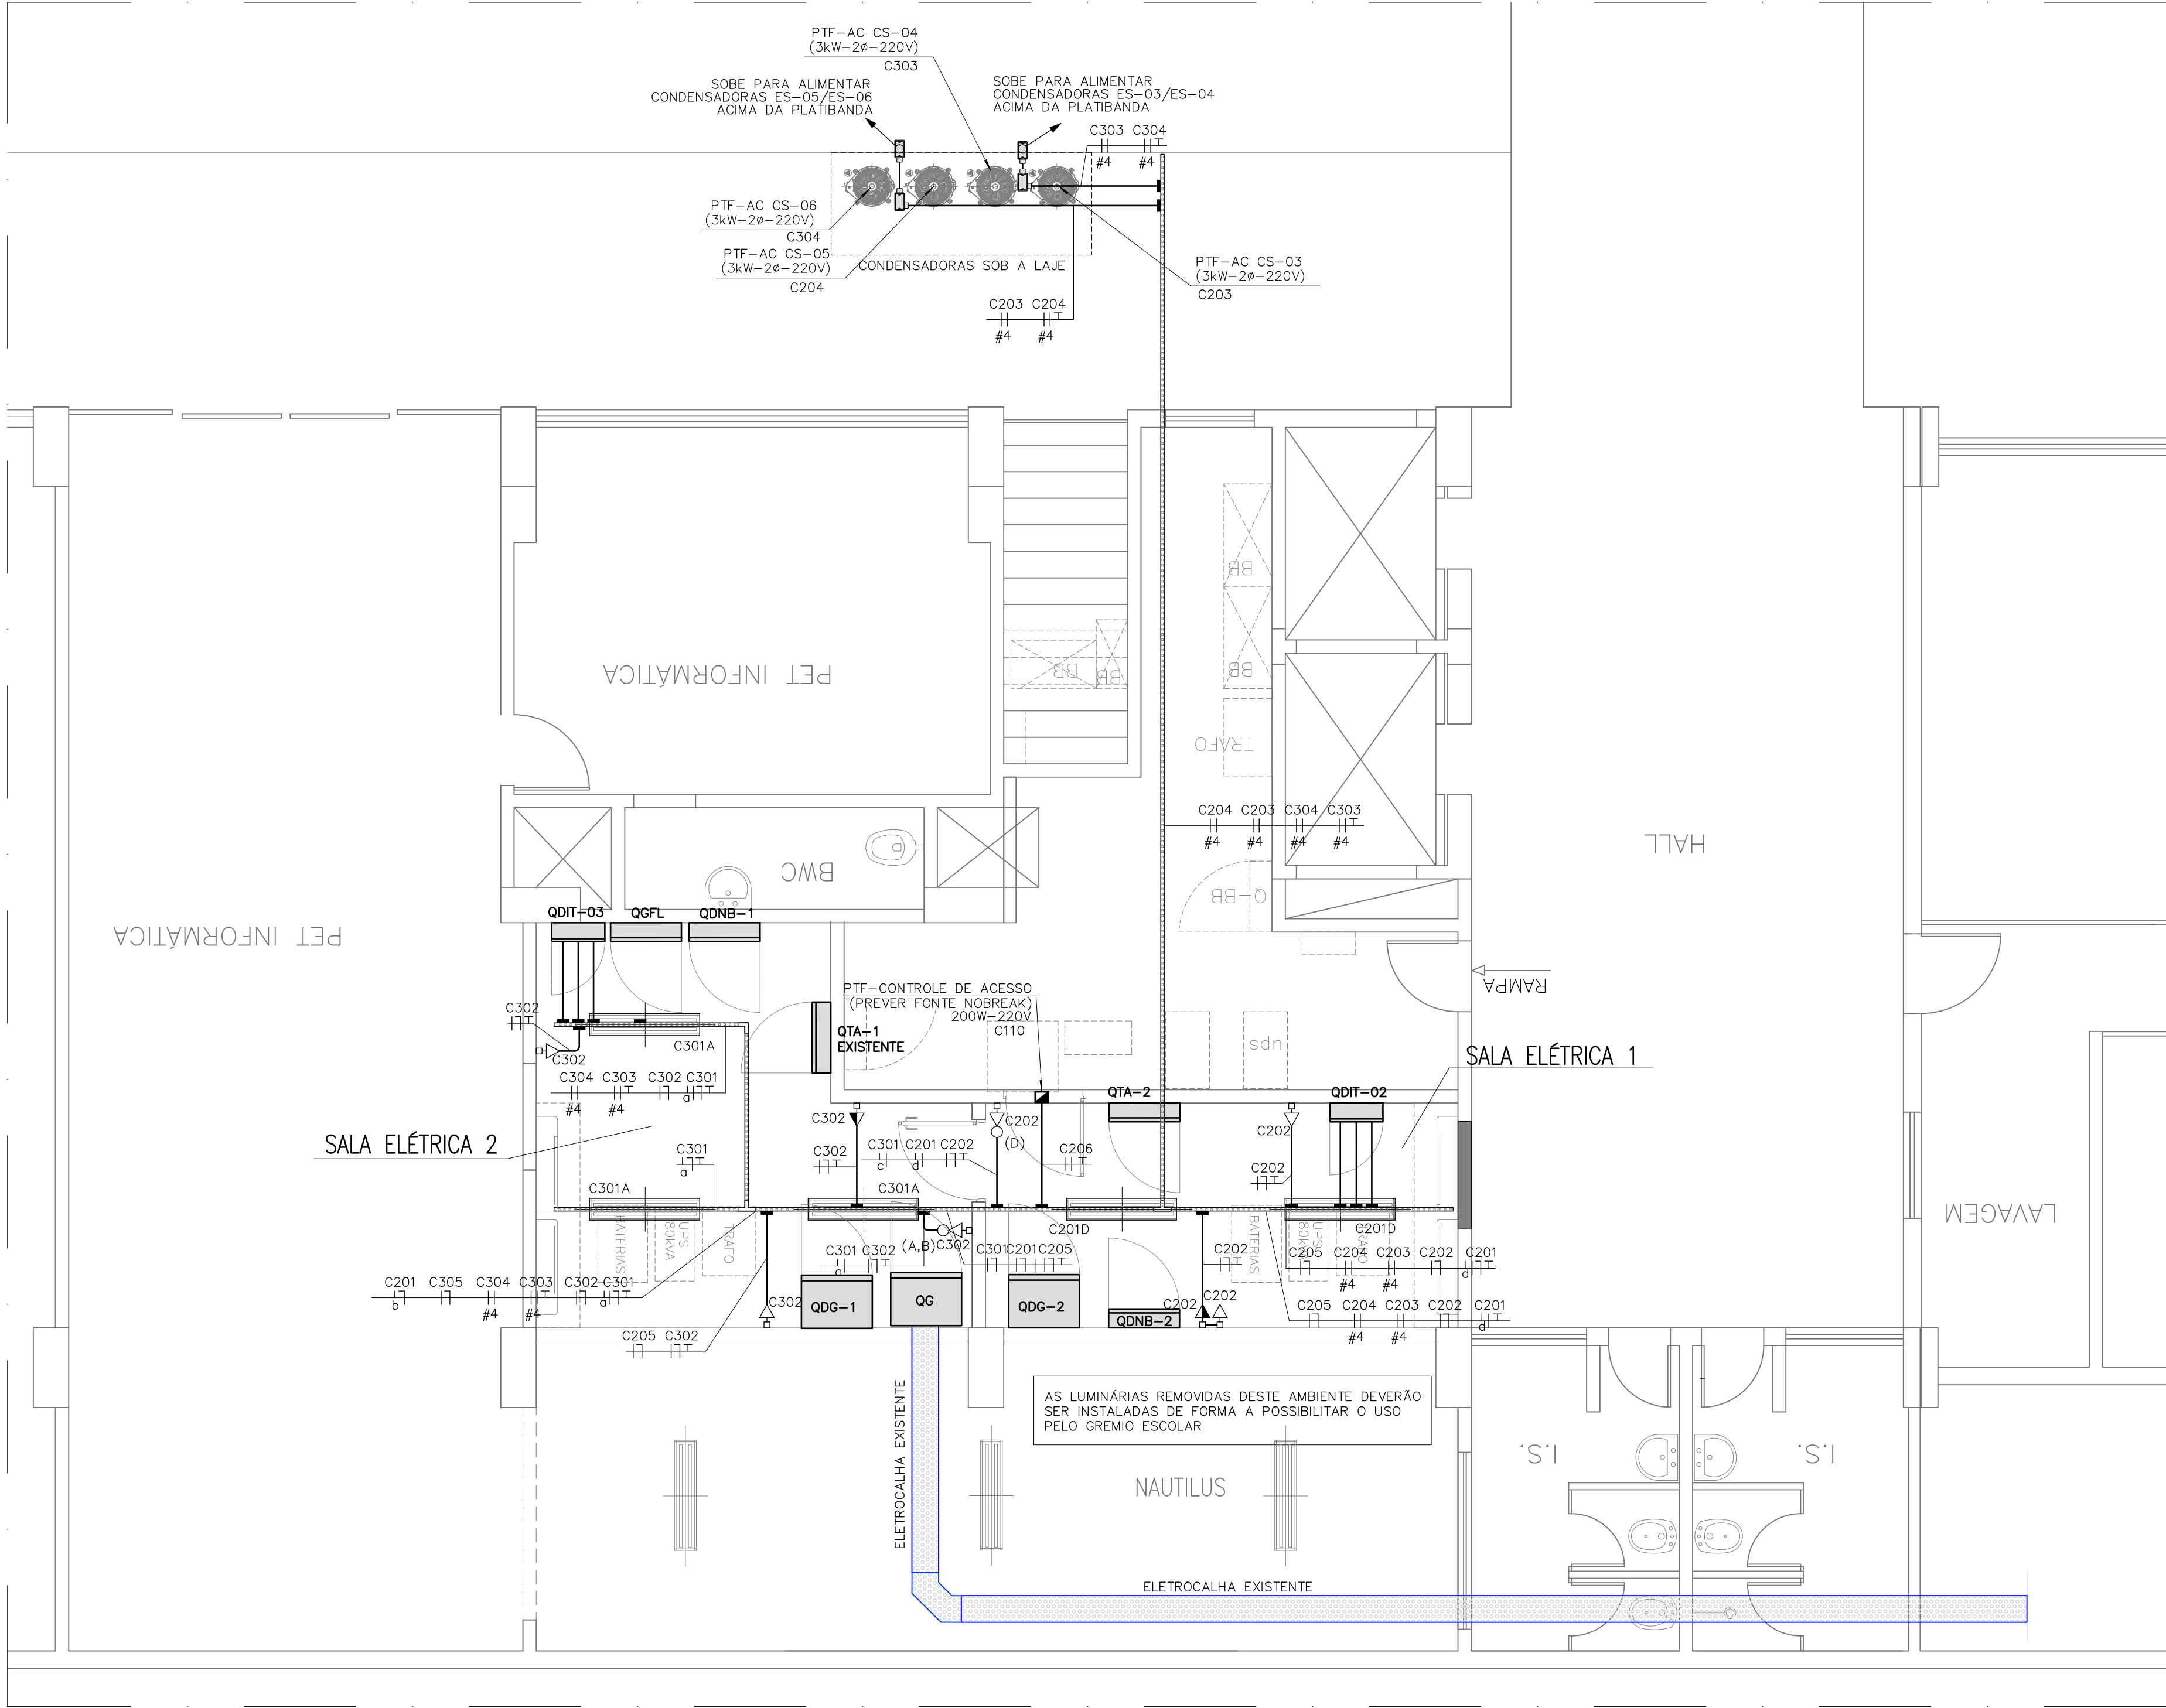 PTF-AC CS-04
(3kW-2ø-220V)
C303
SOBE PARA ALIMENTAR
CONDENSADORAS ES-05/ES-06
ACIMA DA PLATIBANDA
SOBE PARA ALIMENTAR
CONDENSADORAS ES-03/ES-04
ACIMA DA PLATIBANDA
C303 C304
#4 #4
PTF-AC CS-06
(3kW-2ø-220V)
C304
PTF-AC CS-05
(3kW-2ø-220V)
C204
CONDENSADORAS SOB A LAJE
PTF-AC CS-03
(3kW-2ø-220V)
C203
C203 C204
#4 #4
BB
BB
BB
BB
PET INFORMÁTICA
TRAFO
C204 C203 C304 C303
#4 #4 #4 #4
HALL
BWC
Q-BB
PET INFORMÁTICA
QDIT-03
QGFL
QDNB-1
RAMPA
PTF-CONTROLE DE ACESSO
(PREVER FONTE NOBREAK)
200W-220V
C110
C302
QTA-1
EXISTENTE
ups
C302
C301A
SALA ELÉTRICA 1
C304 C303 C302 C301
a
#4 #4
QTA-2
QDIT-02
C302
C202
(D)
C202
SALA ELÉTRICA 2
C301
a
C302
C301 C201 C202
c d
C206
C202
C301A
C301A
LAVAGEM
BATERIAS
UPS
80kVA
TRAFO
C201D
C201D
(A,B)
C302
C301 C302
a
C301 C201 C205
BATERIAS
UPS
80kVA
TRAFO
C202
C205 C204 C203 C202 C201
d
#4 #4
C201 C305 C304 C303 C302 C301
b a
#4 #4
C302
QDG-1
QG
QDG-2
QDNB-2
C202
C202
C205 C204 C203 C202 C201
d
#4 #4
C205 C302
ELETROCALHA EXISTENTE
AS LUMINÁRIAS REMOVIDAS DESTE AMBIENTE DEVERÃO
SER INSTALADAS DE FORMA A POSSIBILITAR O USO
PELO GREMIO ESCOLAR
I.S.
I.S.
NAUTILUS
ELETROCALHA EXISTENTE